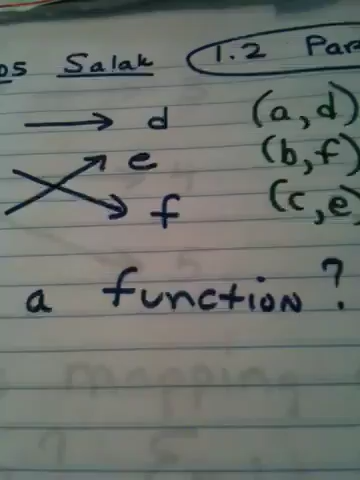 os Salak 1.2 Par
d (a,d)
e (b,f)
f (c,e)
a function?